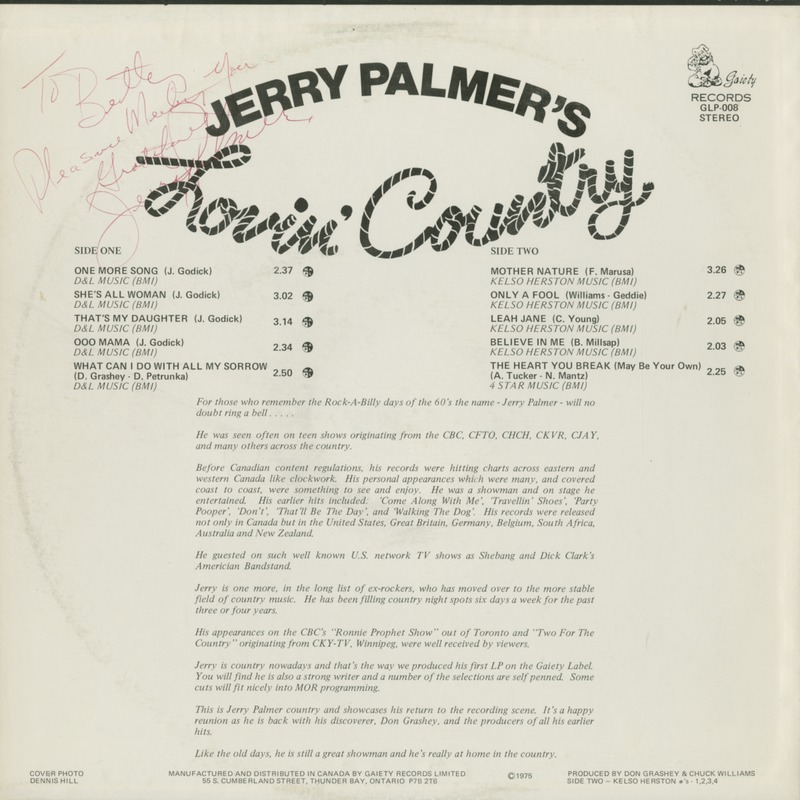 To Betty
Pleasure Meeting You
JERRY PALMER'S
Lovin' Country
Gaiety
RECORDS
GLP-008
STEREO
SIDE ONE
ONE MORE SONG (J. Godick) 2.37
D&L MUSIC (BMI)
SHE'S ALL WOMAN (J. Godick) 3.02
D&L MUSIC (BMI)
THAT'S MY DAUGHTER (J. Godick) 3.14
D&L MUSIC (BMI)
OOO MAMA (J. Godick) 2.34
D&L MUSIC (BMI)
WHAT CAN I DO WITH ALL MY SORROW
(D. Grashey - D. Petrunka) 2.50
D&L MUSIC (BMI)
SIDE TWO
MOTHER NATURE (F. Marusa) 3.26
KELSO HERSTON MUSIC (BMI)
ONLY A FOOL (Williams - Geddie) 2.27
KELSO HERSTON MUSIC (BMI)
LEAH JANE (C. Young) 2.05
KELSO HERSTON MUSIC (BMI)
BELIEVE IN ME (B. Millsap) 2.03
KELSO HERSTON MUSIC (BMI)
THE HEART YOU BREAK (May Be Your Own)
(A. Tucker - N. Mantz) 2.25
4 STAR MUSIC (BMI)
For those who remember the Rock-A-Billy days of the 60's the name - Jerry Palmer - will no
doubt ring a bell . . . . .
He was seen often on teen shows originating from the CBC, CFTO, CHCH, CKVR, CJAY,
and many others across the country.
Before Canadian content regulations, his records were hitting charts across eastern and
western Canada like clockwork. His personal appearances which were many, and covered
coast to coast, were something to see and enjoy. He was a showman and on stage he
entertained. His earlier hits included: 'Come Along With Me', 'Travellin' Shoes', 'Party
Pooper', 'Don't', 'That'll Be The Day', and 'Walking The Dog'. His records were released
not only in Canada but in the United States, Great Britain, Germany, Belgium, South Africa,
Australia and New Zealand.
He guested on such well known U.S. network TV shows as Shebang and Dick Clark's
Americian Bandstand.
Jerry is one more, in the long list of ex-rockers, who has moved over to the more stable
field of country music. He has been filling country night spots six days a week for the past
three or four years.
His appearances on the CBC's "Ronnie Prophet Show" out of Toronto and "Two For The
Country" originating from CKY-TV, Winnipeg, were well received by viewers.
Jerry is country nowadays and that's the way we produced his first LP on the Gaiety Label.
You will find he is also a strong writer and a number of the selections are self penned. Some
cuts will fit nicely into MOR programming.
This is Jerry Palmer country and showcases his return to the recording scene. It's a happy
reunion as he is back with his discoverer, Don Grashey, and the producers of all his earlier
hits.
Like the old days, he is still a great showman and he's really at home in the country.
COVER PHOTO
DENNIS HILL
MANUFACTURED AND DISTRIBUTED IN CANADA BY GAIETY RECORDS LIMITED
55 S. CUMBERLAND STREET, THUNDER BAY, ONTARIO P7B 2T6
©1975
PRODUCED BY DON GRASHEY & CHUCK WILLIAMS
SIDE TWO - KELSO HERSTON *'s - 1,2,3,4